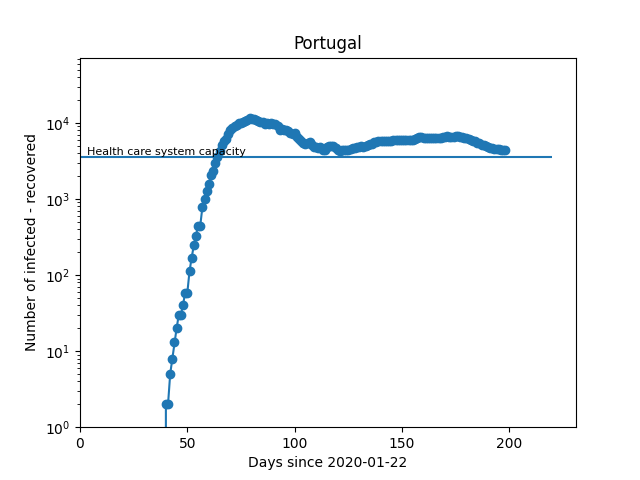 Portugal
Number of infected - recovered
10⁴
10³
10²
10¹
10⁰
Health care system capacity
0 50 100 150 200
Days since 2020-01-22